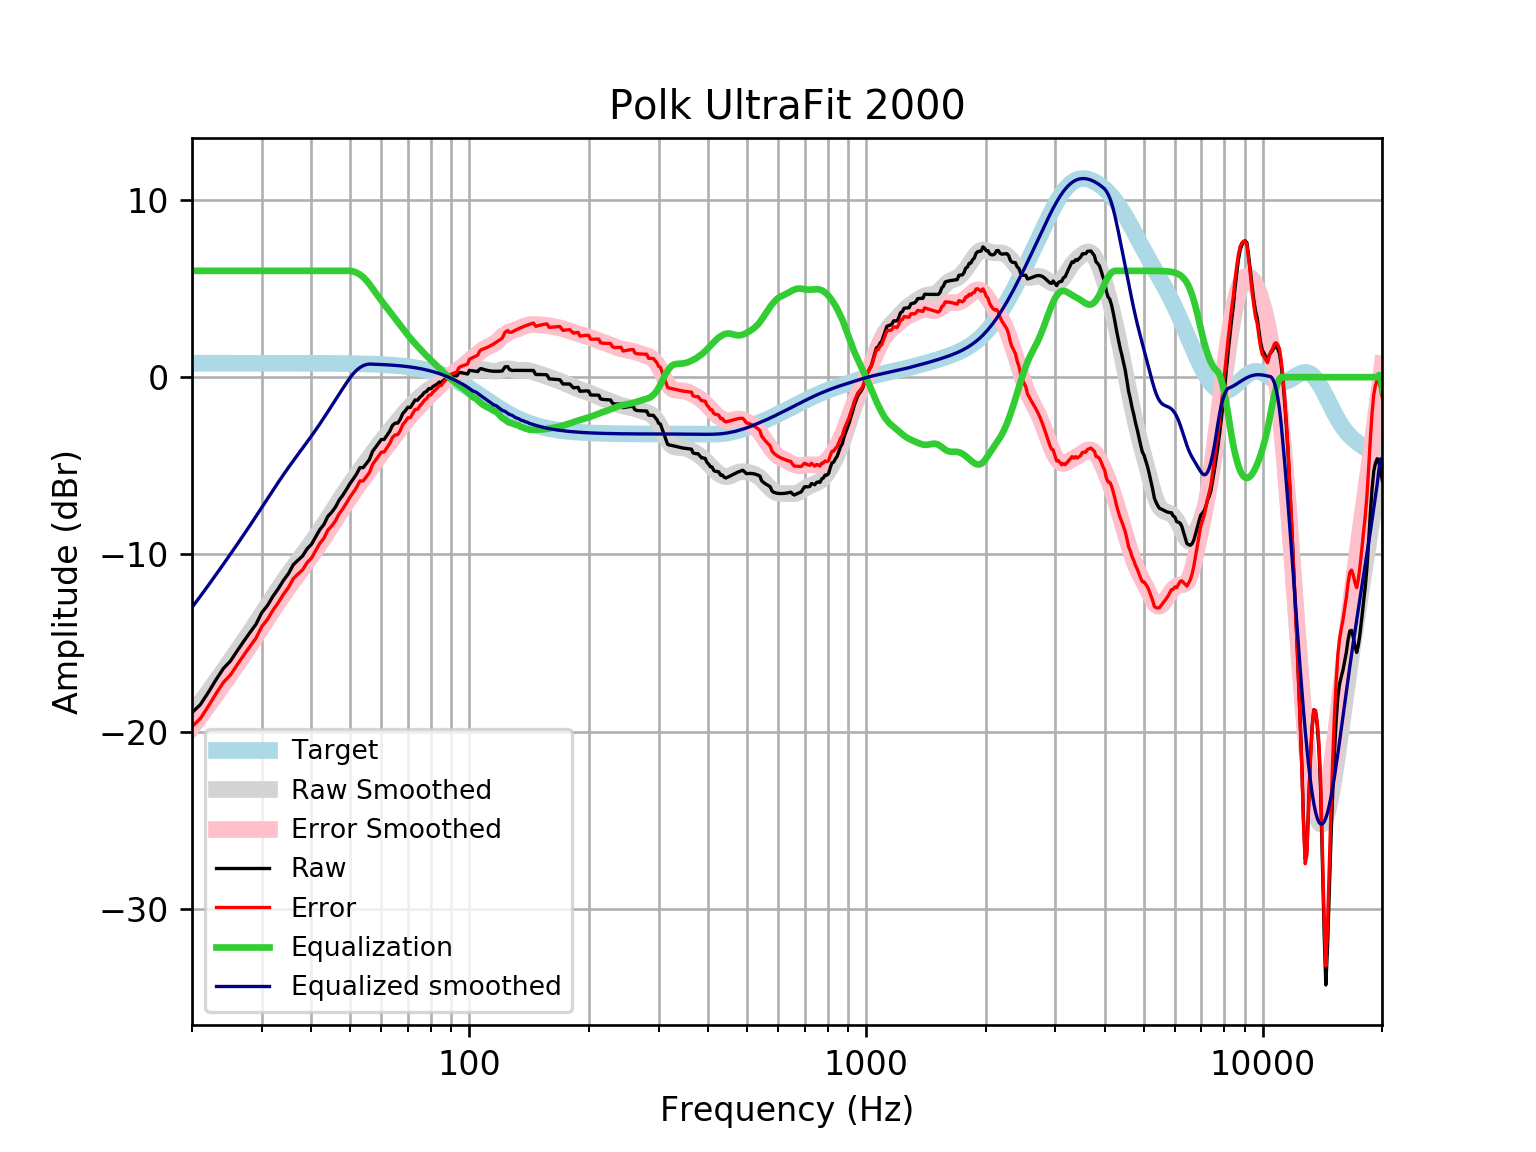 Polk UltraFit 2000
10
0
−10
−20
−30
Amplitude (dBr)
Target
Raw Smoothed
Error Smoothed
Raw
Error
Equalization
Equalized smoothed
100 1000 10000
Frequency (Hz)